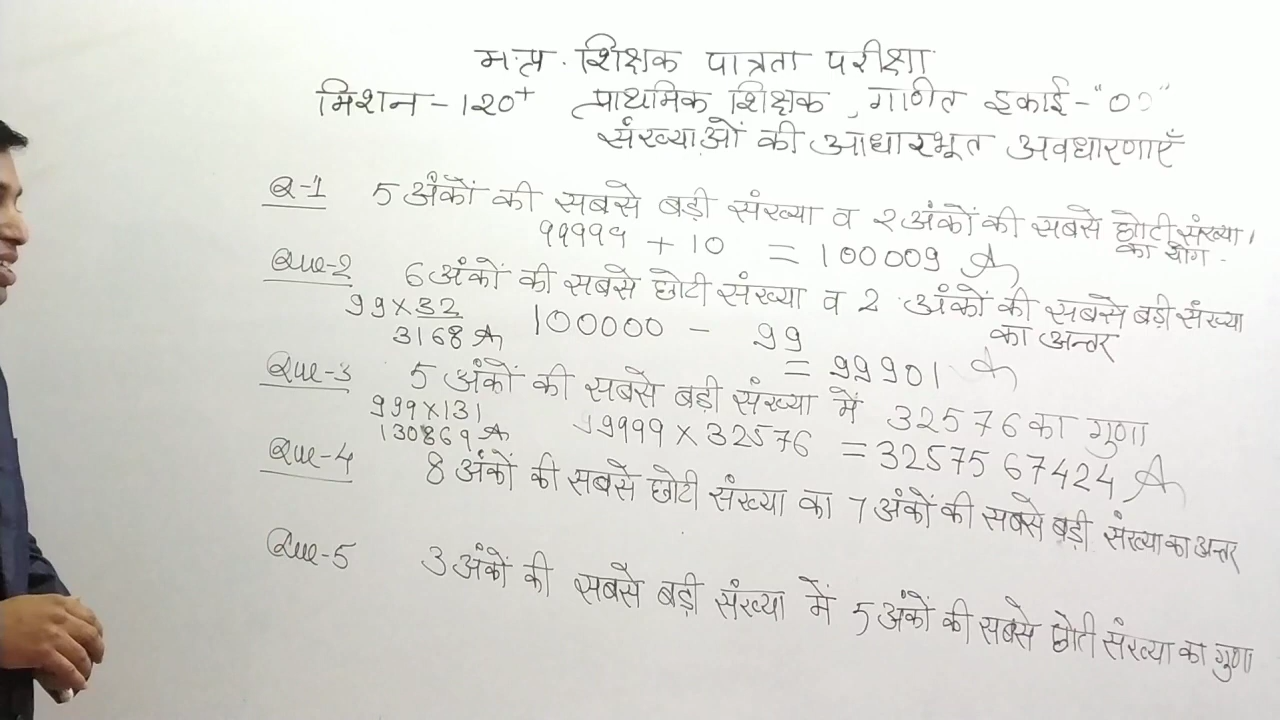 म.प्र. शिक्षक पात्रता परीक्षा
मिशन - 120+ प्राथमिक शिक्षक, गणित इकाई -
संख्याओं की आधारभूत अवधारणाएँ
Q-1 5 अंकों की सबसे बड़ी संख्या व 2 अंकों की सबसे छोटी संख्या,
का योग -
99999 + 10 = 100009 A
Que-2 6 अंकों की सबसे छोटी संख्या व 2 अंकों की सबसे बड़ी संख्या
का अन्तर
99×32
3168 A
100000 - 99
= 99901 A
Que-3 5 अंकों की सबसे बड़ी संख्या में 32576 का गुणा
999×131
130869 A
99999 × 32576 = 3257567424 A
Que-4 8 अंकों की सबसे छोटी संख्या का 7 अंकों की सबसे बड़ी संख्या का अन्तर
Que-5 3 अंकों की सबसे बड़ी संख्या में 5 अंकों की सबसे छोटी संख्या का गुणा